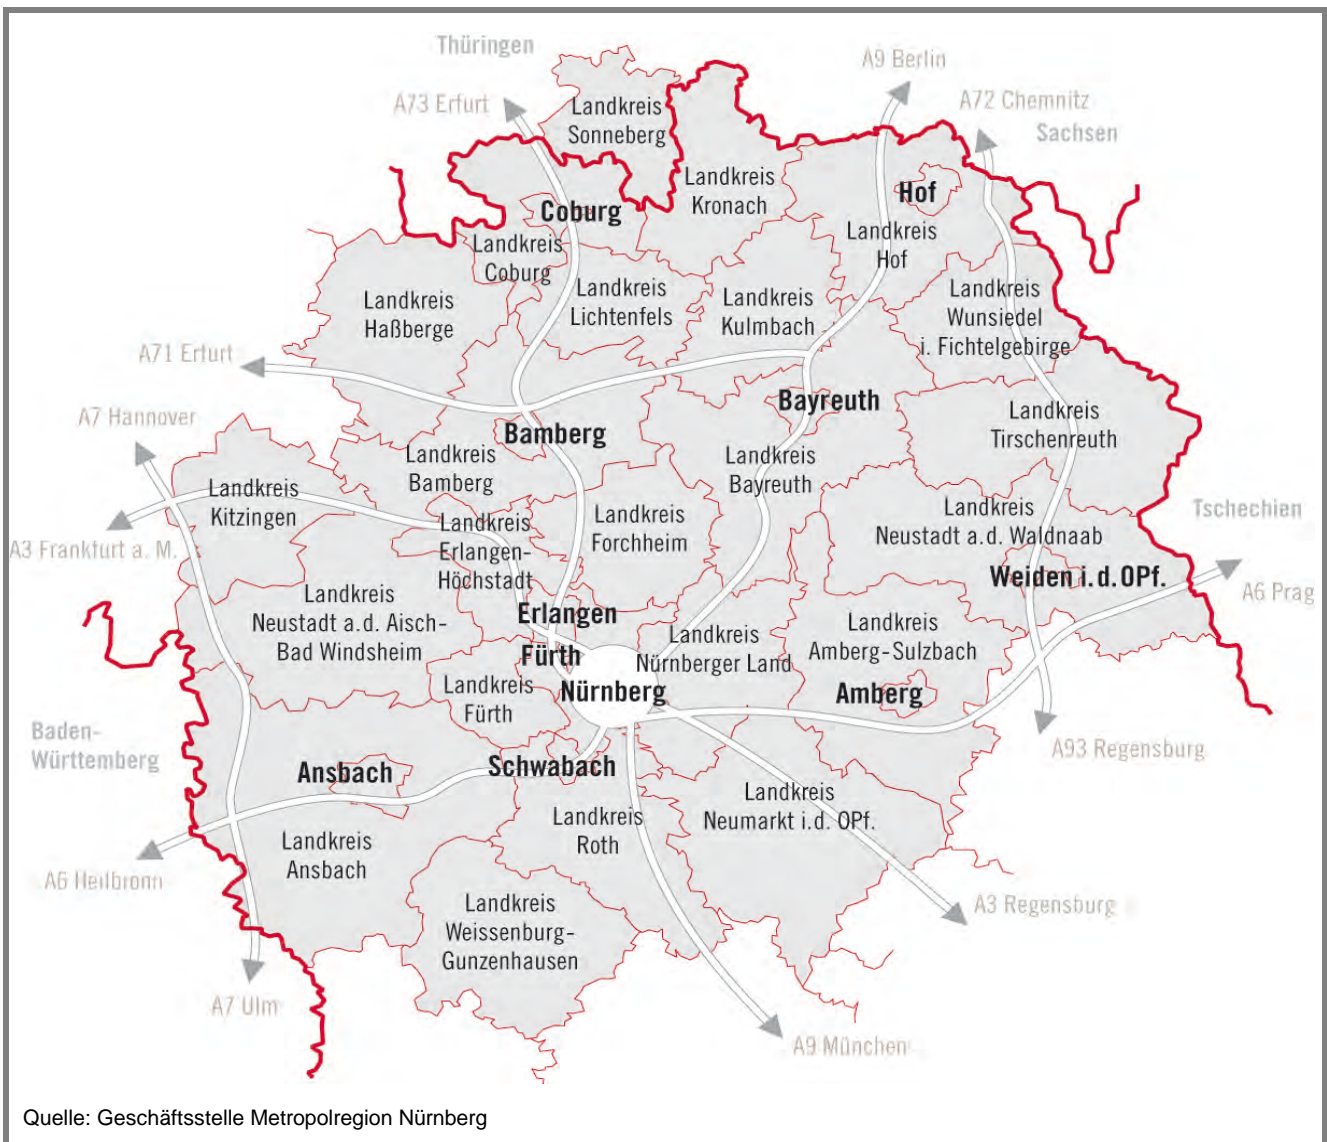 Thüringen
A9 Berlin
A73 Erfurt
A72 Chemnitz
Sachsen
Landkreis
Sonneberg
Landkreis
Kronach
Hof
Coburg
Landkreis
Hof
Landkreis
Coburg
Landkreis
Haßberge
Landkreis
Lichtenfels
Landkreis
Kulmbach
Landkreis
Wunsiedel
i. Fichtelgebirge
A71 Erfurt
A7 Hannover
Bayreuth
Landkreis
Tirschenreuth
Bamberg
Landkreis
Bamberg
Landkreis
Bayreuth
Landkreis
Kitzingen
Landkreis
Erlangen-
Höchstadt
Landkreis
Forchheim
Landkreis
Neustadt a.d. Waldnaab
Tschechien
A3 Frankfurt a. M.
Weiden i.d.OPf.
A6 Prag
Landkreis
Neustadt a.d. Aisch-
Bad Windsheim
Erlangen
Fürth
Nürnberg
Landkreis
Nürnberger Land
Landkreis
Amberg-Sulzbach
Amberg
Landkreis
Fürth
Baden-
Württemberg
A93 Regensburg
Ansbach
Schwabach
Landkreis
Neumarkt i.d. OPf.
Landkreis
Roth
Landkreis
Ansbach
A6 Heilbronn
Landkreis
Weissenburg-
Gunzenhausen
A3 Regensburg
A7 Ulm
A9 München
Quelle: Geschäftsstelle Metropolregion Nürnberg